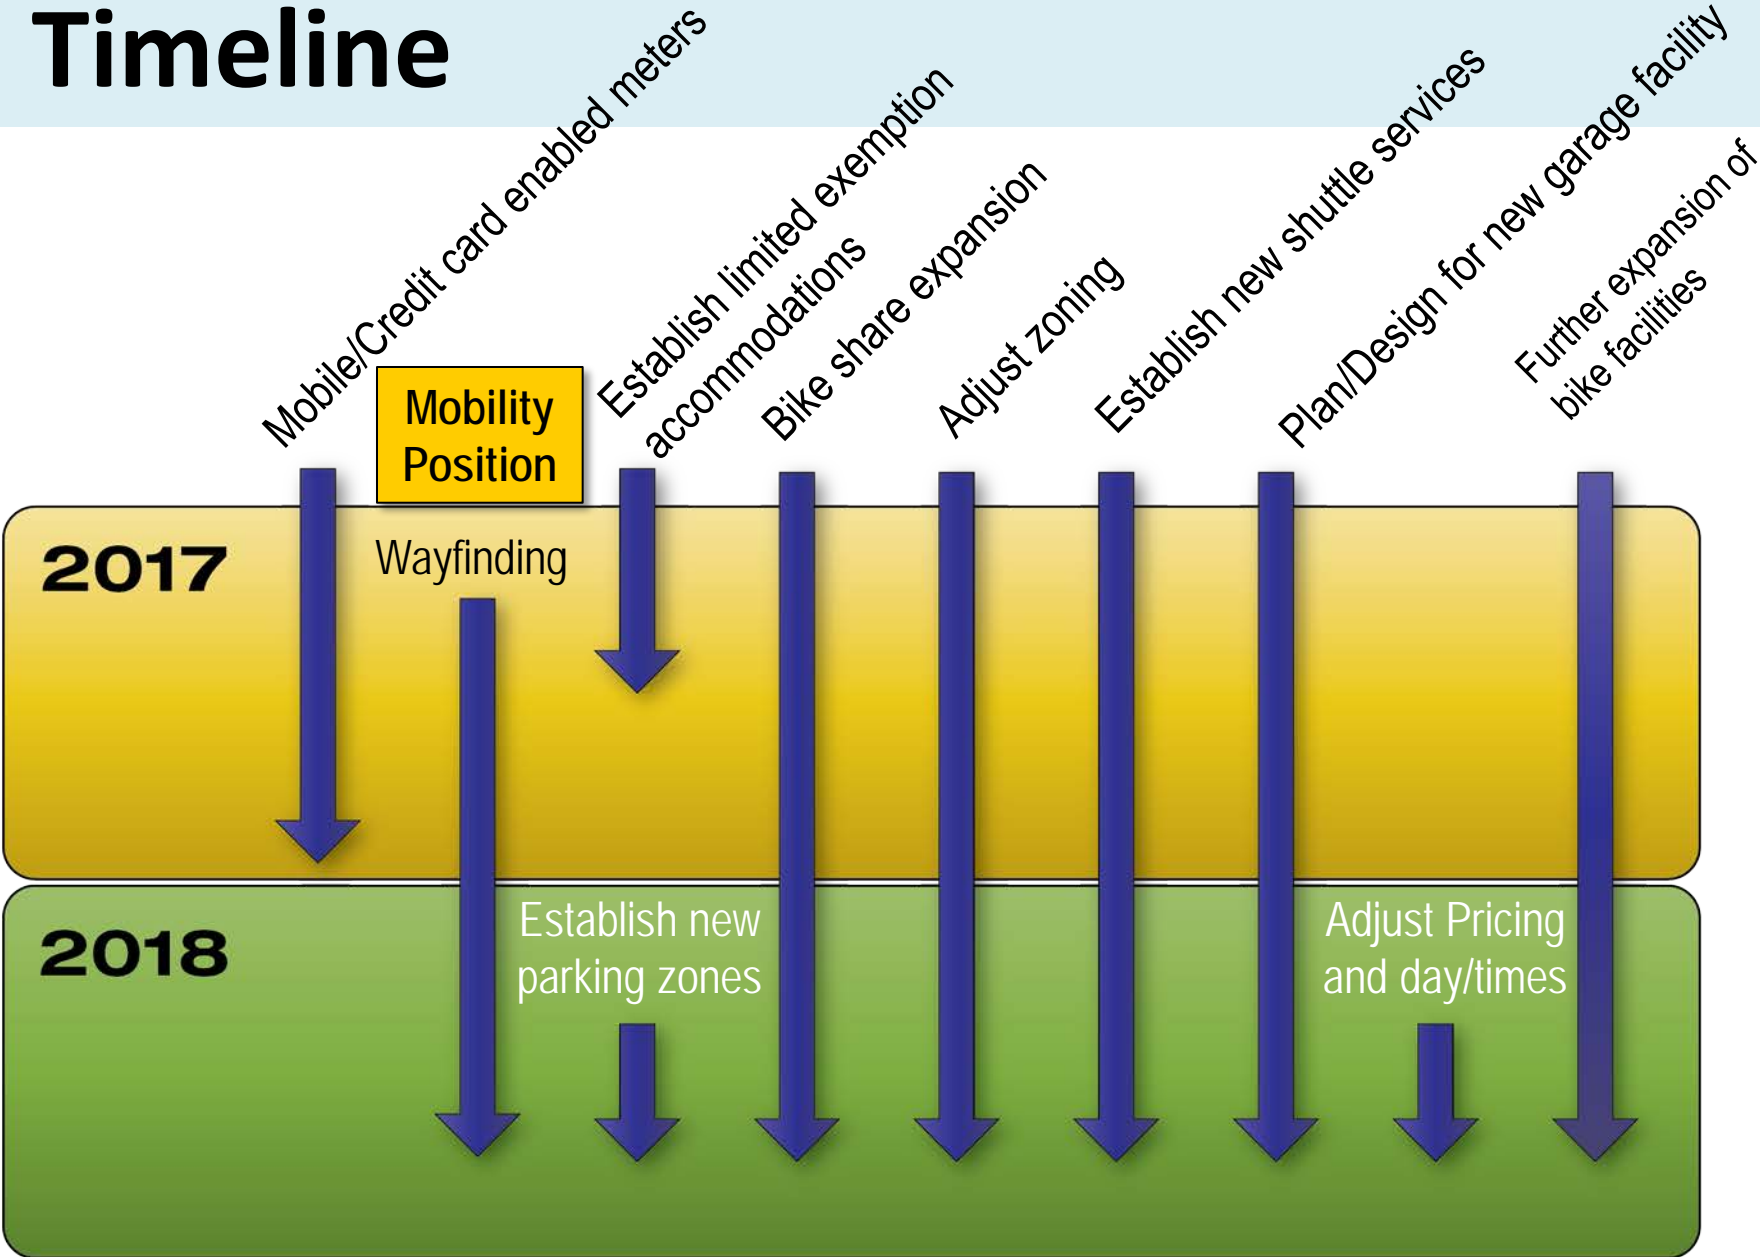 Timeline
Mobile/Credit card enabled meters
Mobility
Position
Establish limited exemption
accommodations
Bike share expansion
Adjust zoning
Establish new shuttle services
Plan/Design for new garage facility
Further expansion of
bike facilities
2017
Wayfinding
2018
Establish new
parking zones
Adjust Pricing
and day/times